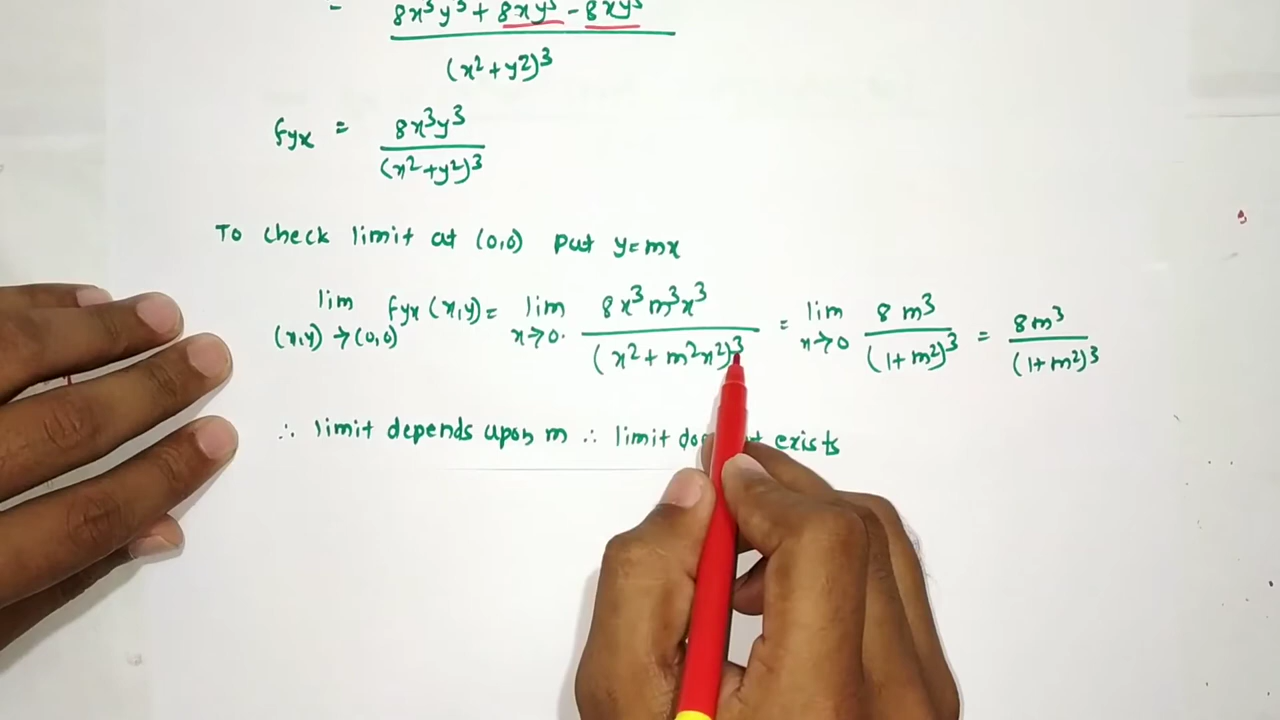 = 8x³y³ + 8xy⁵ - 8xy⁵
(x²+y²)³
fyx = 8x³y³
(x²+y²)³
To check limit at (0,0) put y=mx
lim fyx (x,y) = lim 8x³m³x³ = lim 8m³ = 8m³
(x,y)→(0,0) x→0. (x²+m²x²)³ x→0 (1+m²)³ (1+m²)³
∴ limit depends upon m ∴ limit exists